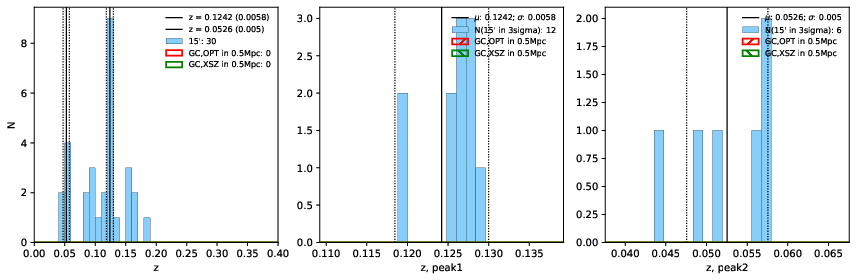 z = 0.1242 (0.0058)
z = 0.0526 (0.005)
15': 30
GC,OPT in 0.5Mpc: 0
GC,XSZ in 0.5Mpc: 0
8
6
4
2
0
N
0.00 0.05 0.10 0.15 0.20 0.25 0.30 0.35 0.40
z
μ: 0.1242; σ: 0.0058
N(15' in 3sigma): 12
GC,OPT in 0.5Mpc
GC,XSZ in 0.5Mpc
3.0
2.5
2.0
1.5
1.0
0.5
0.0
0.110 0.115 0.120 0.125 0.130 0.135
z, peak1
μ: 0.0526; σ: 0.005
N(15' in 3sigma): 6
GC,OPT in 0.5Mpc
GC,XSZ in 0.5Mpc
2.00
1.75
1.50
1.25
1.00
0.75
0.50
0.25
0.00
0.040 0.045 0.050 0.055 0.060 0.065
z, peak2